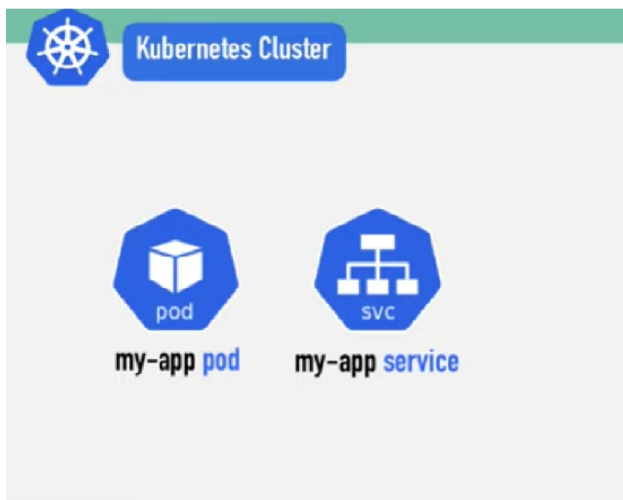 Kubernetes Cluster
pod
svc
my-app pod
my-app service